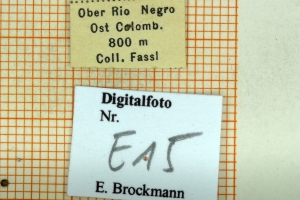 Ober Rio Negro
Ost Colomb.
800 m
Coll. Fassl
Digitalfoto
Nr.
E15
E. Brockmann